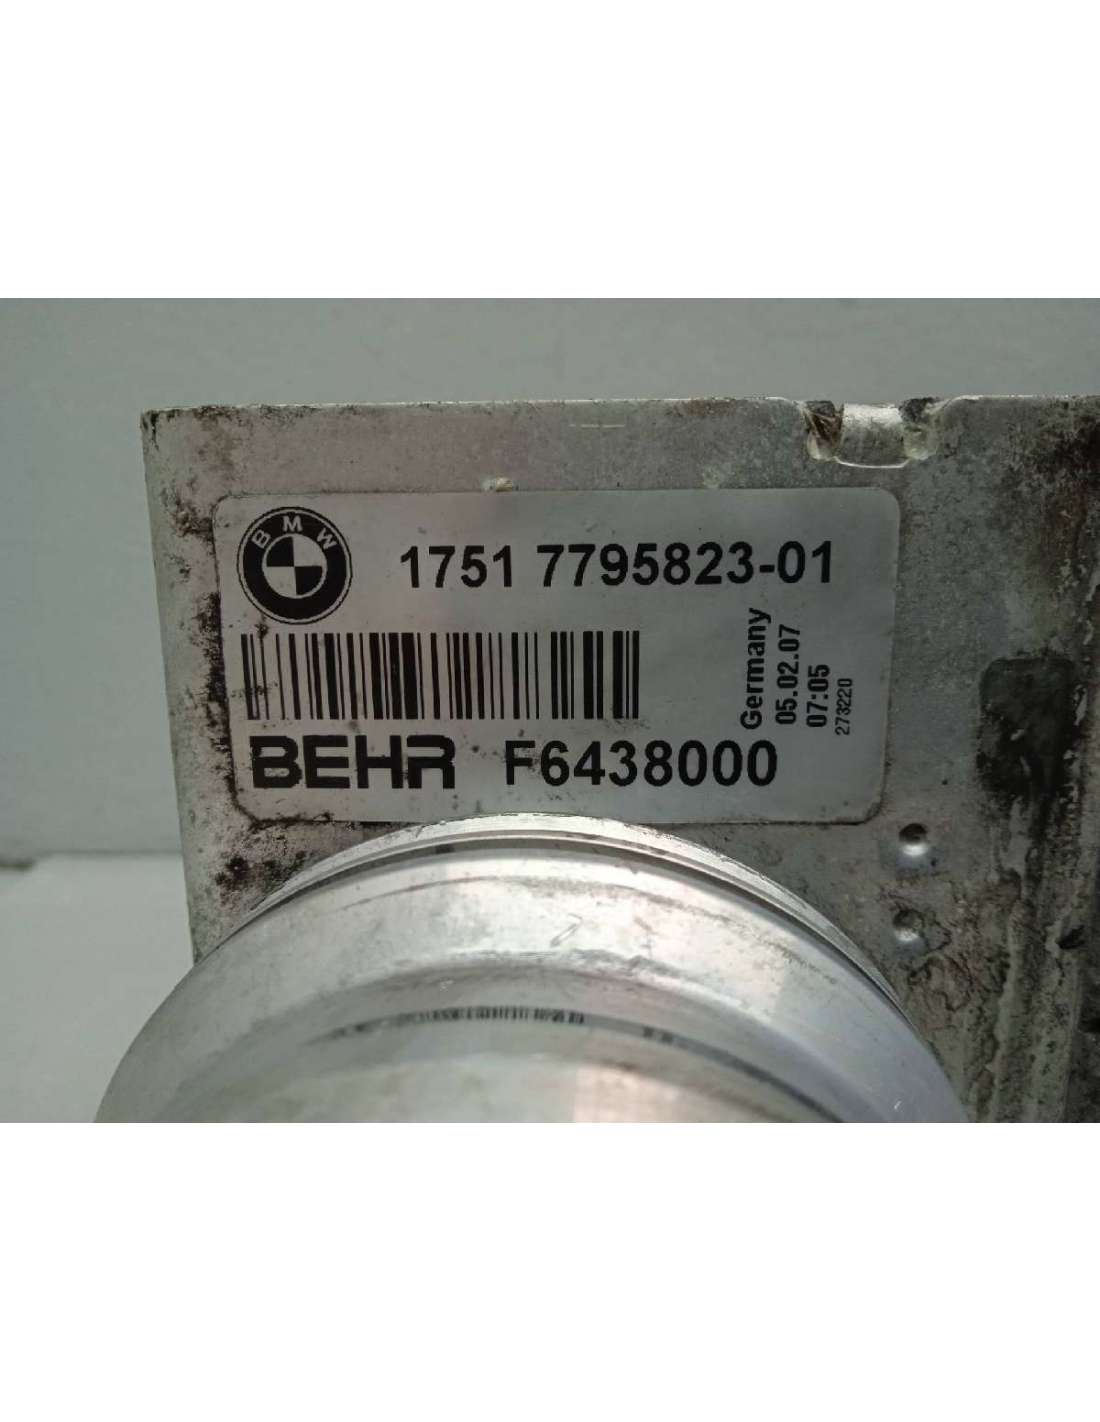 BMW
1751 7795823-01
Germany
05.02.07
07:05
273220
BEHR F6438000